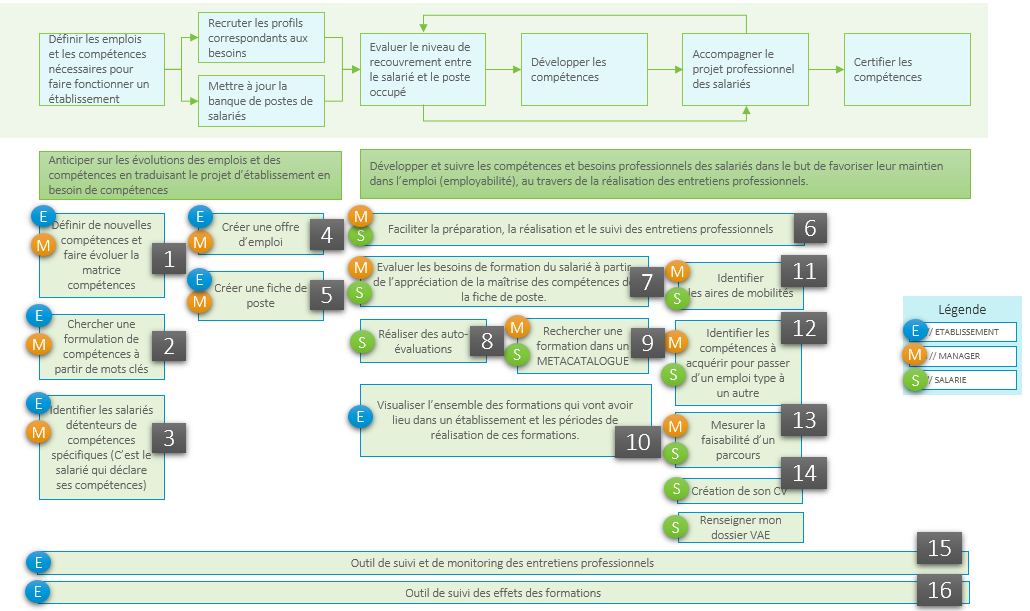 Définir les emplois
et les compétences
nécessaires pour
faire fonctionner un
établissement
Recruter les profils
correspondants aux
besoins
Mettre à jour la
banque de postes de
salariés
Evaluer le niveau de
recouvrement entre
le salarié et le poste
occupé
Développer les
compétences
Accompagner le
projet professionnel
des salariés
Certifier les
compétences
Anticiper sur les évolutions des emplois et des
compétences en traduisant le projet d'établissement en
besoin de compétences
Développer et suivre les compétences et besoins professionnels des salariés dans le but de favoriser leur maintien
dans l'emploi (employabilité), au travers de la réalisation des entretiens professionnels.
E
M
Définir de nouvelles
compétences et
faire évoluer la
matrice
compétences
1
E
M
Chercher une
formulation de
compétences à
partir de mots clés
2
E
M
Identifier les salariés
détenteurs de
compétences
spécifiques (C'est le
salarié qui déclare
ses compétences)
3
E
M
Créer une offre
d'emploi
4
E
M
Créer une fiche de
poste
5
M
S
Faciliter la préparation, la réalisation et le suivi des entretiens professionnels
6
M
S
Evaluer les besoins de formation du salarié à partir
de l'appréciation de la maîtrise des compétences de
la fiche de poste.
7
S
Réaliser des auto-
évaluations
8
M
S
Rechercher une
formation dans un
METACATALOGUE
9
E
Visualiser l'ensemble des formations qui vont avoir
lieu dans un établissement et les périodes de
réalisation de ces formations.
10
M
S
Identifier
les aires de mobilités
11
M
S
Identifier les
compétences à
acquérir pour passer
d'un emploi type à
un autre
12
M
S
Mesurer la
faisabilité d'un
parcours
13
S
Création de son CV
14
S
Renseigner mon
dossier VAE
Légende
E // ETABLISSEMENT
M // MANAGER
S // SALARIE
E
Outil de suivi et de monitoring des entretiens professionnels
15
E
Outil de suivi des effets des formations
16